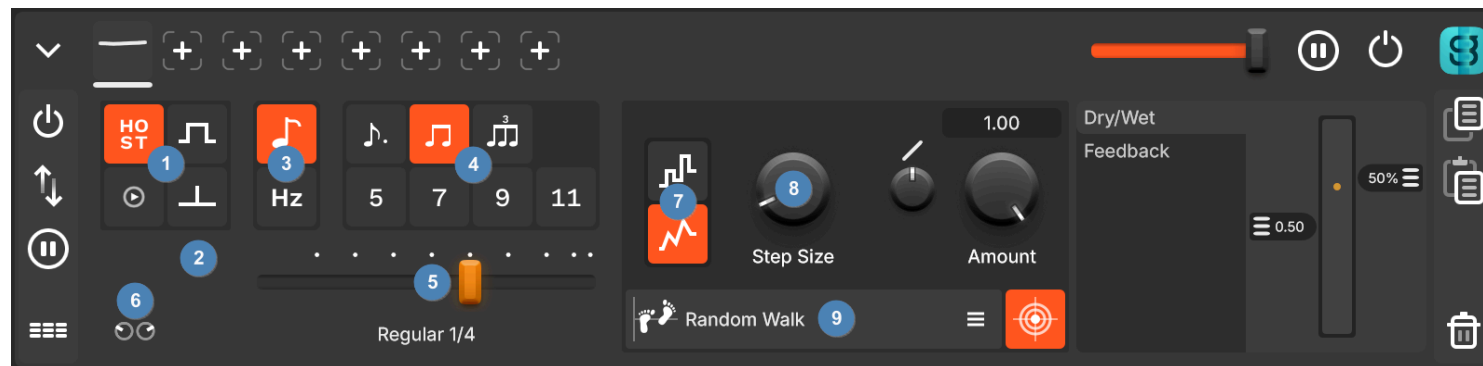 HO
ST
1
3
3
4
Hz
5
7
9
11
2
5
6
Regular 1/4
7
8
Step Size
1.00
Amount
Random Walk
9
Dry/Wet
Feedback
0.50
50%